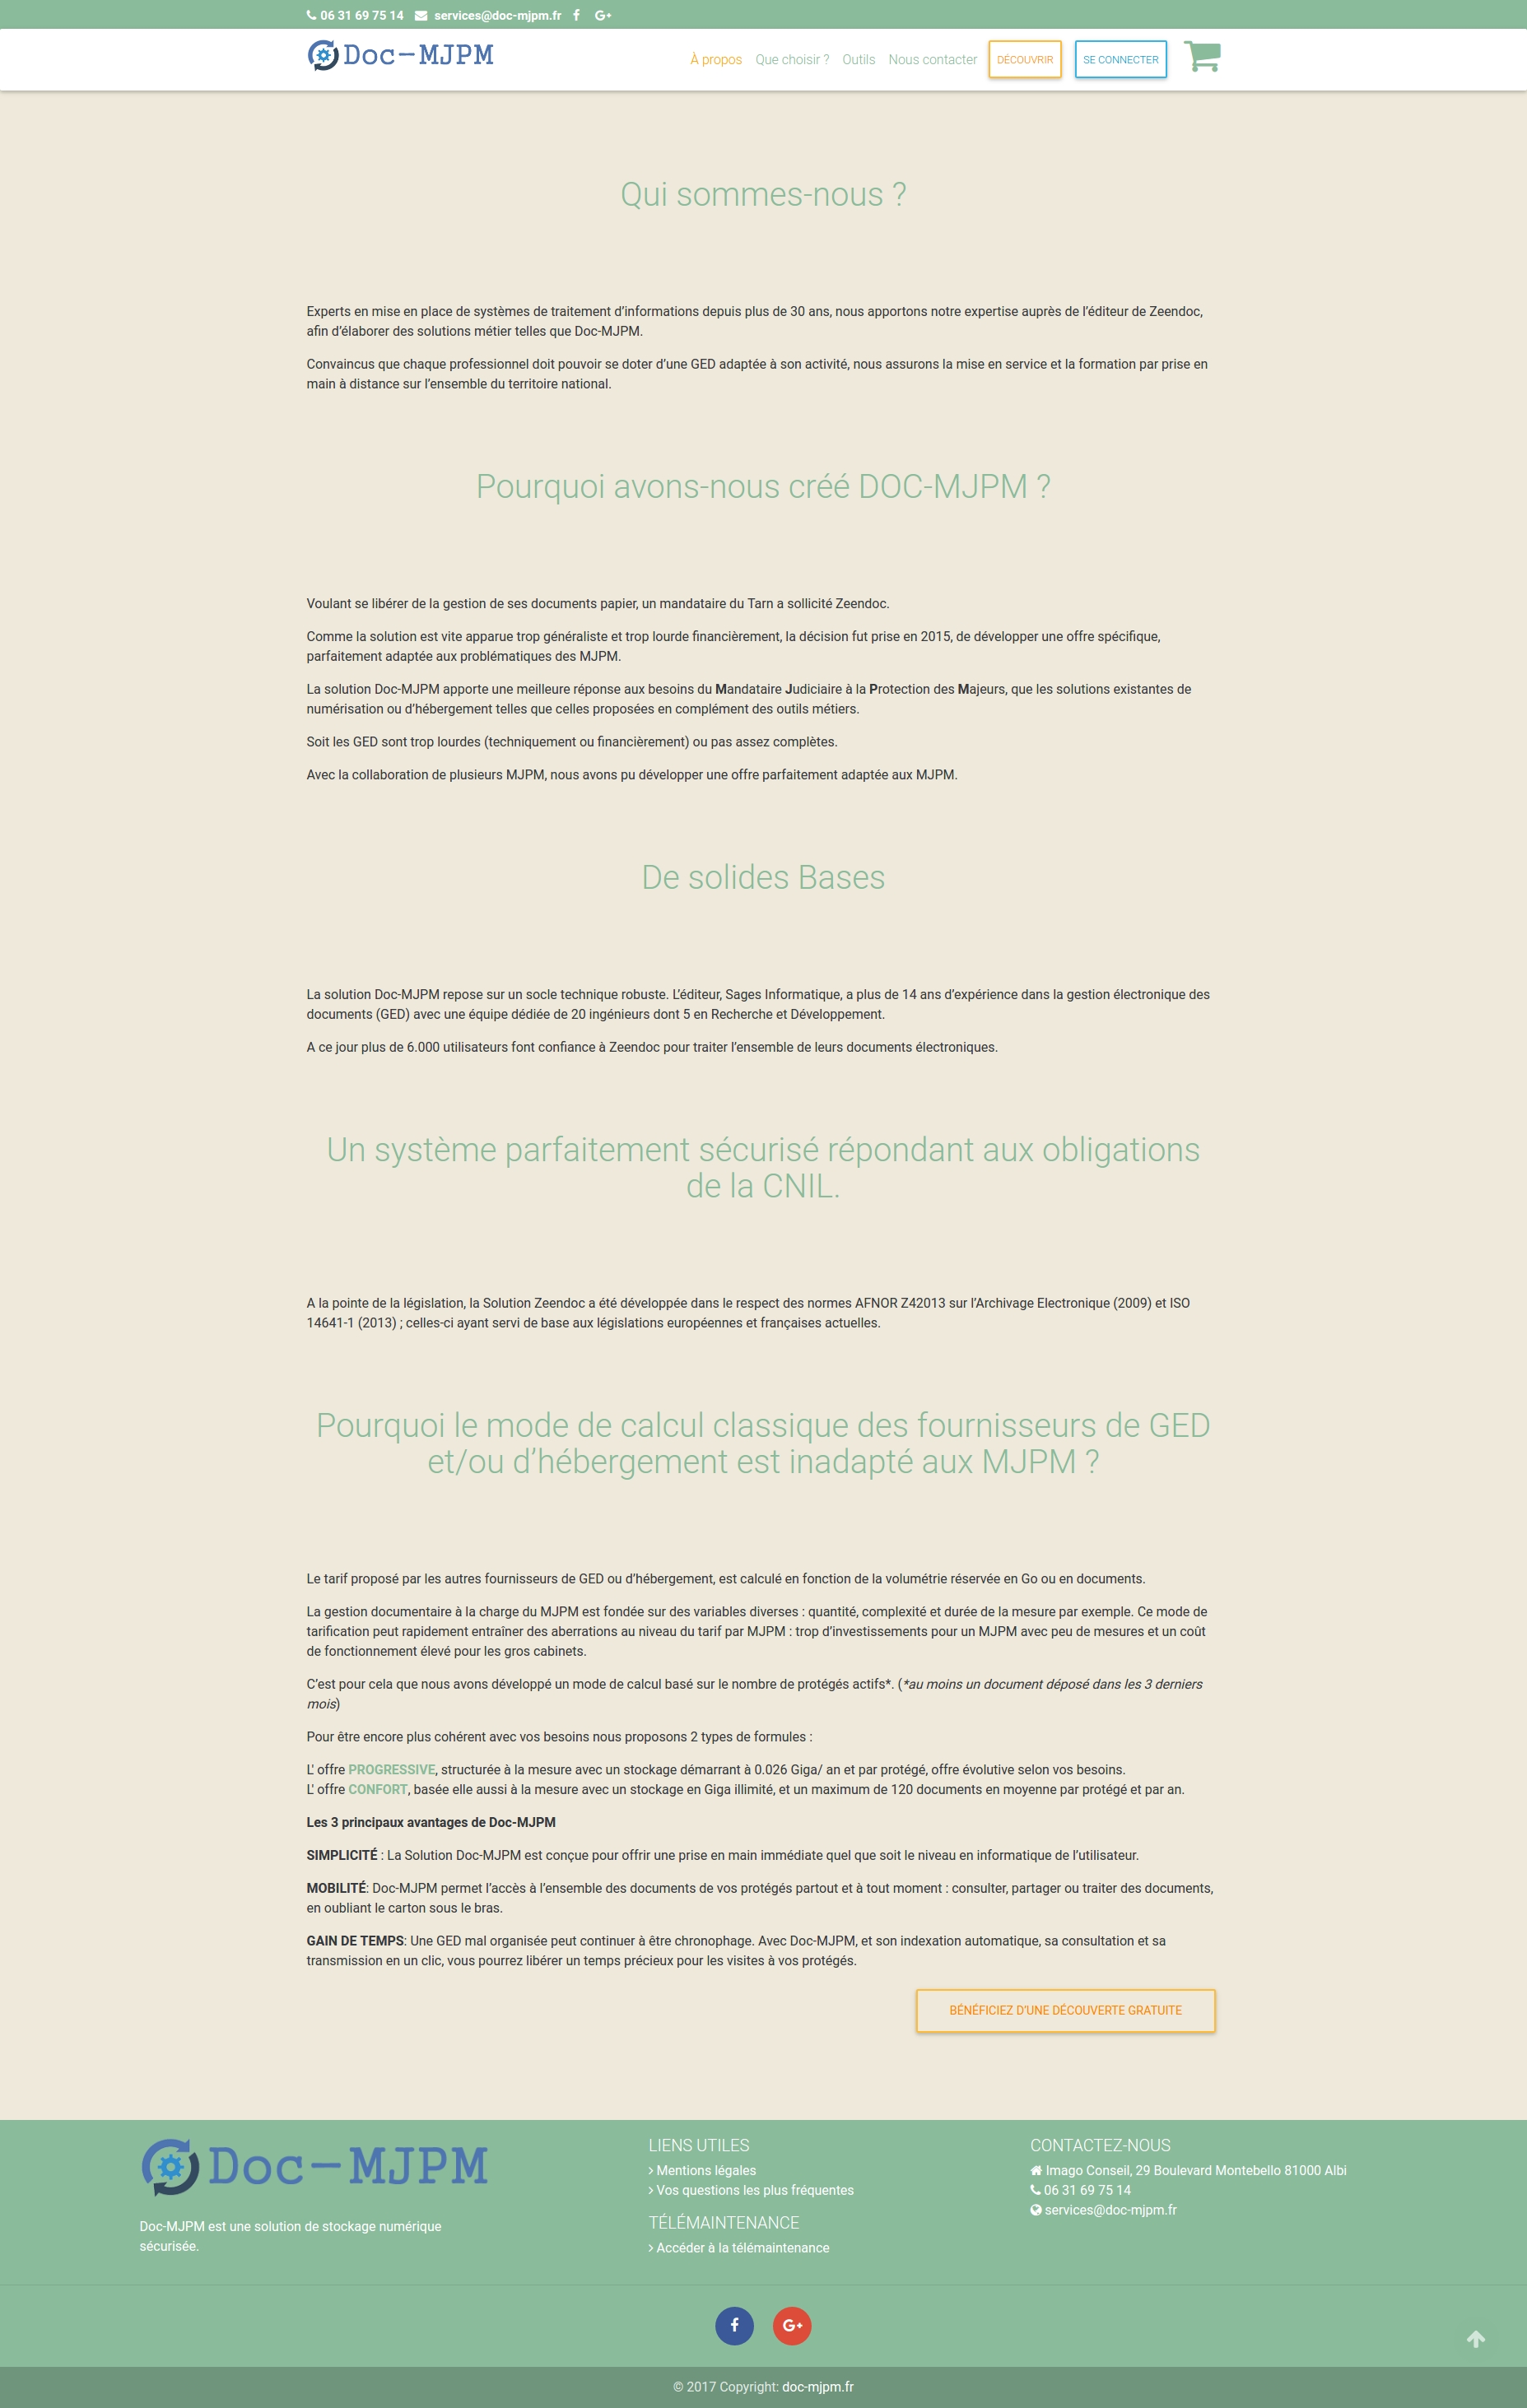 06 31 69 75 14 services@doc-mjpm.fr
Doc-MJPM
À propos Que choisir ? Outils Nous contacter DÉCOUVRIR SE CONNECTER
Qui sommes-nous ?
Experts en mise en place de systèmes de traitement d’informations depuis plus de 30 ans, nous apportons notre expertise auprès de l’éditeur de Zeendoc,
afin d’élaborer des solutions métier telles que Doc-MJPM.
Convaincus que chaque professionnel doit pouvoir se doter d’une GED adaptée à son activité, nous assurons la mise en service et la formation par prise en
main à distance sur l’ensemble du territoire national.
Pourquoi avons-nous créé DOC-MJPM ?
Voulant se libérer de la gestion de ses documents papier, un mandataire du Tarn a sollicité Zeendoc.
Comme la solution est vite apparue trop généraliste et trop lourde financièrement, la décision fut prise en 2015, de développer une offre spécifique,
parfaitement adaptée aux problématiques des MJPM.
La solution Doc-MJPM apporte une meilleure réponse aux besoins du Mandataire Judiciaire à la Protection des Majeurs, que les solutions existantes de
numérisation ou d’hébergement telles que celles proposées en complément des outils métiers.
Soit les GED sont trop lourdes (techniquement ou financièrement) ou pas assez complètes.
Avec la collaboration de plusieurs MJPM, nous avons pu développer une offre parfaitement adaptée aux MJPM.
De solides Bases
La solution Doc-MJPM repose sur un socle technique robuste. L’éditeur, Sages Informatique, a plus de 14 ans d’expérience dans la gestion électronique des
documents (GED) avec une équipe dédiée de 20 ingénieurs dont 5 en Recherche et Développement.
A ce jour plus de 6.000 utilisateurs font confiance à Zeendoc pour traiter l’ensemble de leurs documents électroniques.
Un système parfaitement sécurisé répondant aux obligations
de la CNIL.
A la pointe de la législation, la Solution Zeendoc a été développée dans le respect des normes AFNOR Z42013 sur l’Archivage Electronique (2009) et ISO
14641-1 (2013) ; celles-ci ayant servi de base aux législations européennes et françaises actuelles.
Pourquoi le mode de calcul classique des fournisseurs de GED
et/ou d’hébergement est inadapté aux MJPM ?
Le tarif proposé par les autres fournisseurs de GED ou d’hébergement, est calculé en fonction de la volumétrie réservée en Go ou en documents.
La gestion documentaire à la charge du MJPM est fondée sur des variables diverses : quantité, complexité et durée de la mesure par exemple. Ce mode de
tarification peut rapidement entraîner des aberrations au niveau du tarif par MJPM : trop d’investissements pour un MJPM avec peu de mesures et un coût
de fonctionnement élevé pour les gros cabinets.
C’est pour cela que nous avons développé un mode de calcul basé sur le nombre de protégés actifs*. (*au moins un document déposé dans les 3 derniers
mois)
Pour être encore plus cohérent avec vos besoins nous proposons 2 types de formules :
L' offre PROGRESSIVE, structurée à la mesure avec un stockage démarrant à 0.026 Giga/ an et par protégé, offre évolutive selon vos besoins.
L' offre CONFORT, basée elle aussi à la mesure avec un stockage en Giga illimité, et un maximum de 120 documents en moyenne par protégé et par an.
Les 3 principaux avantages de Doc-MJPM
SIMPLICITÉ : La Solution Doc-MJPM est conçue pour offrir une prise en main immédiate quel que soit le niveau en informatique de l’utilisateur.
MOBILITÉ: Doc-MJPM permet l’accès à l’ensemble des documents de vos protégés partout et à tout moment : consulter, partager ou traiter des documents,
en oubliant le carton sous le bras.
GAIN DE TEMPS: Une GED mal organisée peut continuer à être chronophage. Avec Doc-MJPM, et son indexation automatique, sa consultation et sa
transmission en un clic, vous pourrez libérer un temps précieux pour les visites à vos protégés.
BÉNÉFICIEZ D’UNE DÉCOUVERTE GRATUITE
Doc-MJPM
Doc-MJPM est une solution de stockage numérique
sécurisée.
LIENS UTILES
Mentions légales
Vos questions les plus fréquentes
TÉLÉMAINTENANCE
Accéder à la télémaintenance
CONTACTEZ-NOUS
Imago Conseil, 29 Boulevard Montebello 81000 Albi
06 31 69 75 14
services@doc-mjpm.fr
© 2017 Copyright: doc-mjpm.fr